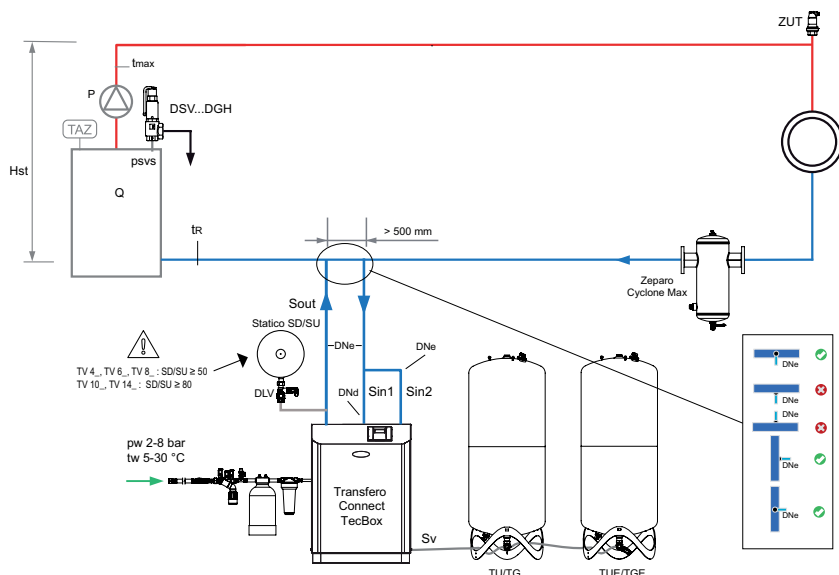 ZUT
tmax
P
DSV...DGH
TAZ
psvs
Hst
Q
tR
> 500 mm
Zeparo
Cyclone Max
Sout
Statico SD/SU
DNe
DNe
TV 4_, TV 6_, TV 8_ : SD/SU ≥ 50
TV 10_, TV 14_ : SD/SU ≥ 80
DLV
DNd
Sin1
Sin2
pw 2-8 bar
tw 5-30 °C
Transfero
Connect
TecBox
Sv
TU/TG
TUE/TGE
DNe
DNe
DNe
DNe
DNe